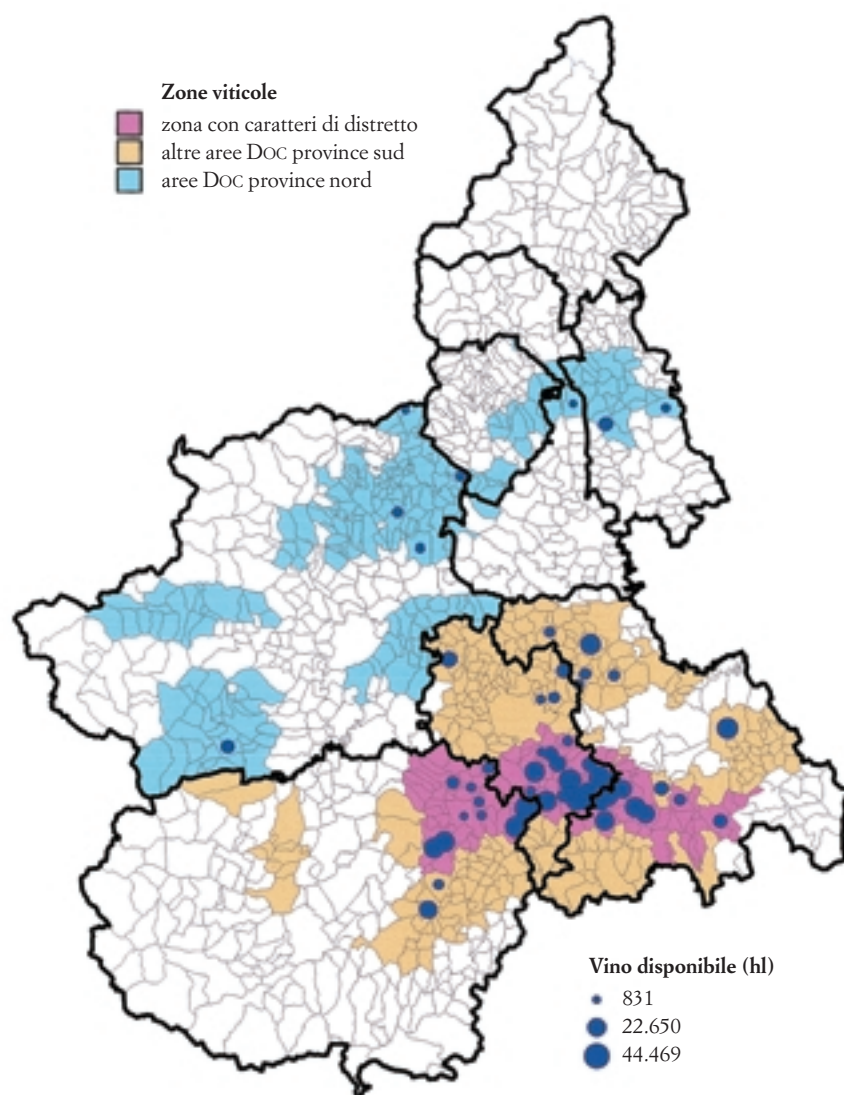 Zone viticole
zona con caratteri di distretto
altre aree DOC province sud
aree DOC province nord
Vino disponibile (hl)
831
22.650
44.469